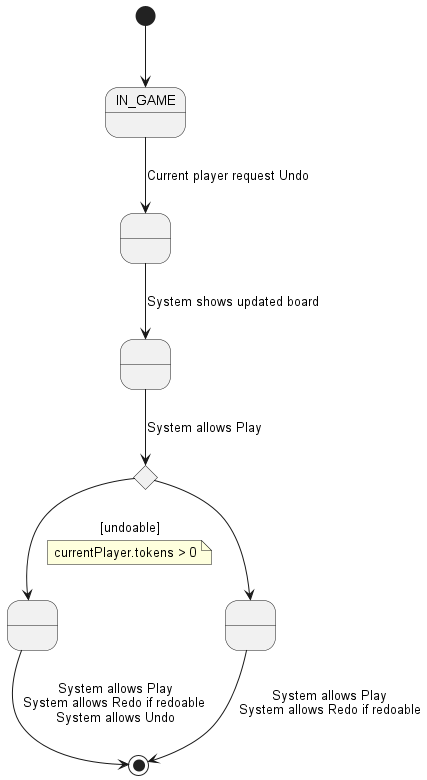 IN_GAME
Current player request Undo
System shows updated board
System allows Play
[undoable]
currentPlayer.tokens > 0
System allows Play
System allows Redo if redoable
System allows Undo
System allows Play
System allows Redo if redoable